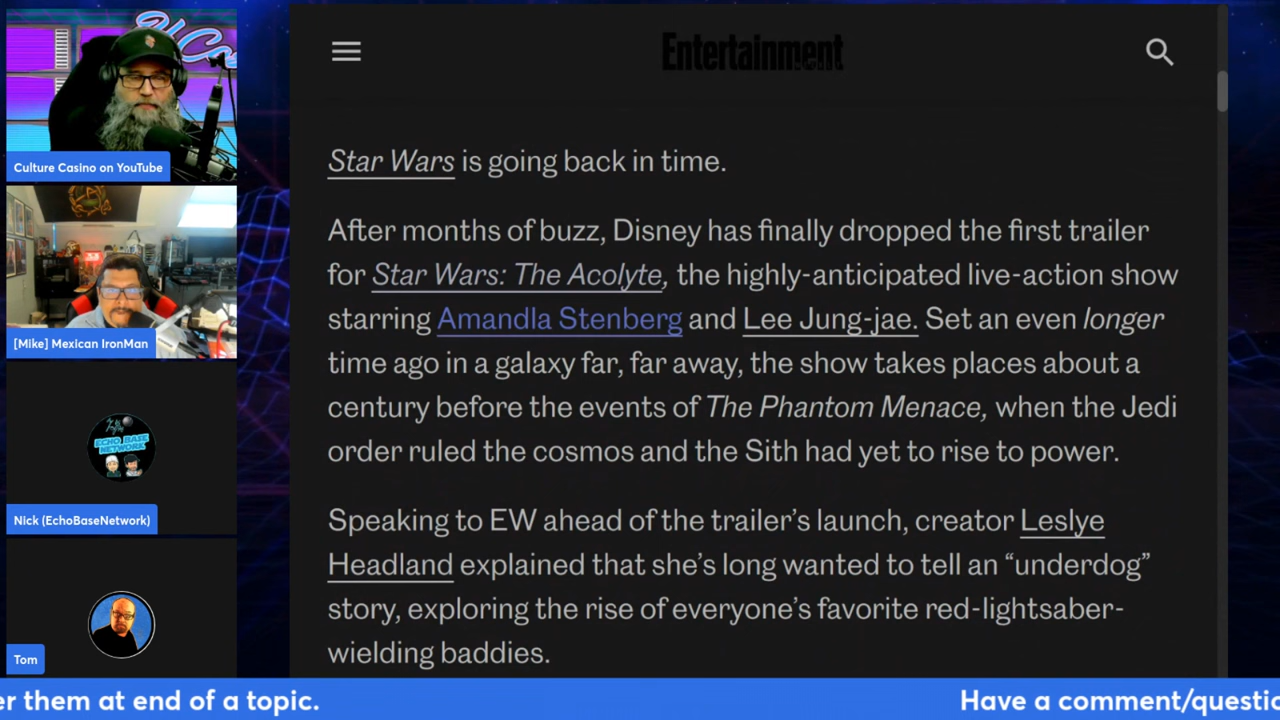 Entertainment
Star Wars is going back in time.
After months of buzz, Disney has finally dropped the first trailer
for Star Wars: The Acolyte, the highly-anticipated live-action show
starring Amandla Stenberg and Lee Jung-jae. Set an even longer
time ago in a galaxy far, far away, the show takes places about a
century before the events of The Phantom Menace, when the Jedi
order ruled the cosmos and the Sith had yet to rise to power.
Speaking to EW ahead of the trailer’s launch, creator Leslye
Headland explained that she’s long wanted to tell an “underdog”
story, exploring the rise of everyone’s favorite red-lightsaber-
wielding baddies.
Culture Casino on YouTube
[Mike] Mexican IronMan
ECHO BASE
NETWORK
Nick (EchoBaseNetwork)
Tom
er them at end of a topic.
Have a comment/questio